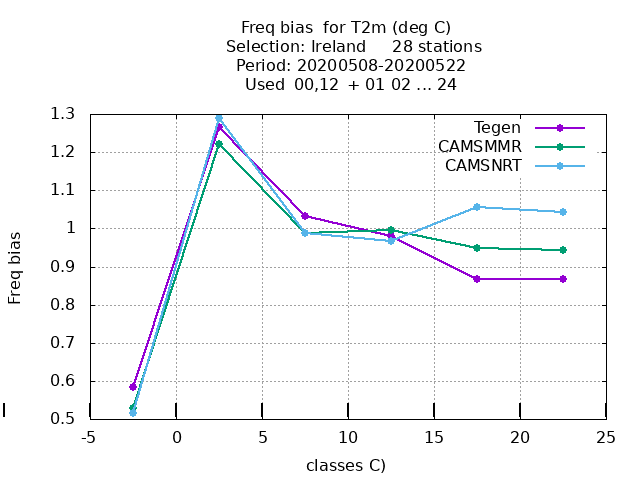 Freq bias  for T2m (deg C)
Selection: Ireland     28 stations
Period: 20200508-20200522
Used  00,12  + 01 02 ... 24
Tegen
CAMSMMR
CAMSNRT
1.3
1.2
1.1
1
0.9
0.8
0.7
0.6
0.5
Freq bias
-5
0
5
10
15
20
25
classes C)